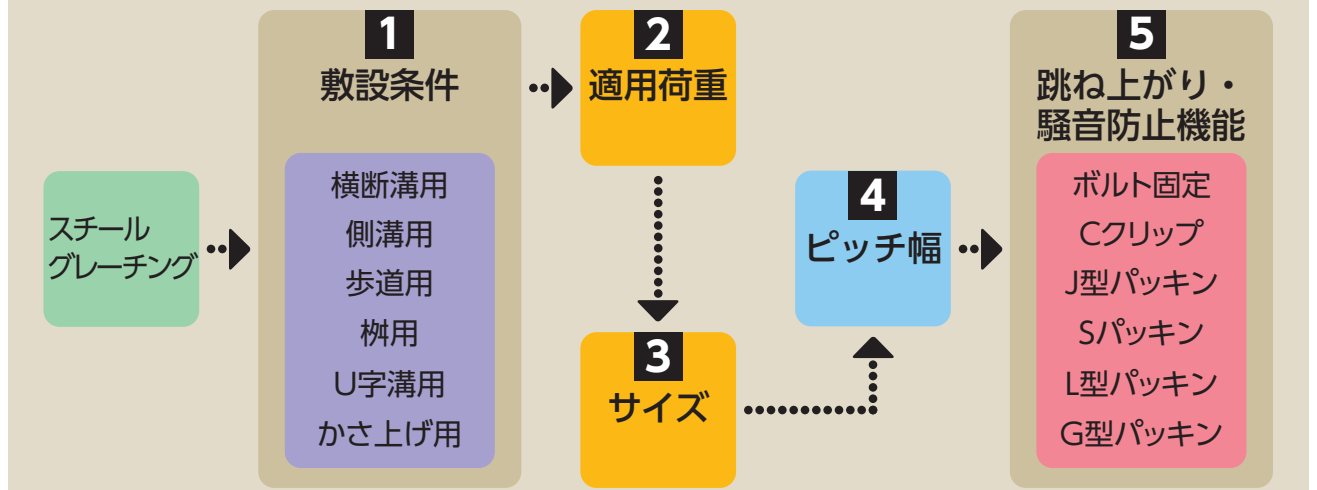 スチール
グレーチング
1
敷設条件
横断溝用
側溝用
歩道用
桝用
U字溝用
かさ上げ用
2
適用荷重
3
サイズ
4
ピッチ幅
5
跳ね上がり・
騒音防止機能
ボルト固定
Cクリップ
J型パッキン
Sパッキン
L型パッキン
G型パッキン